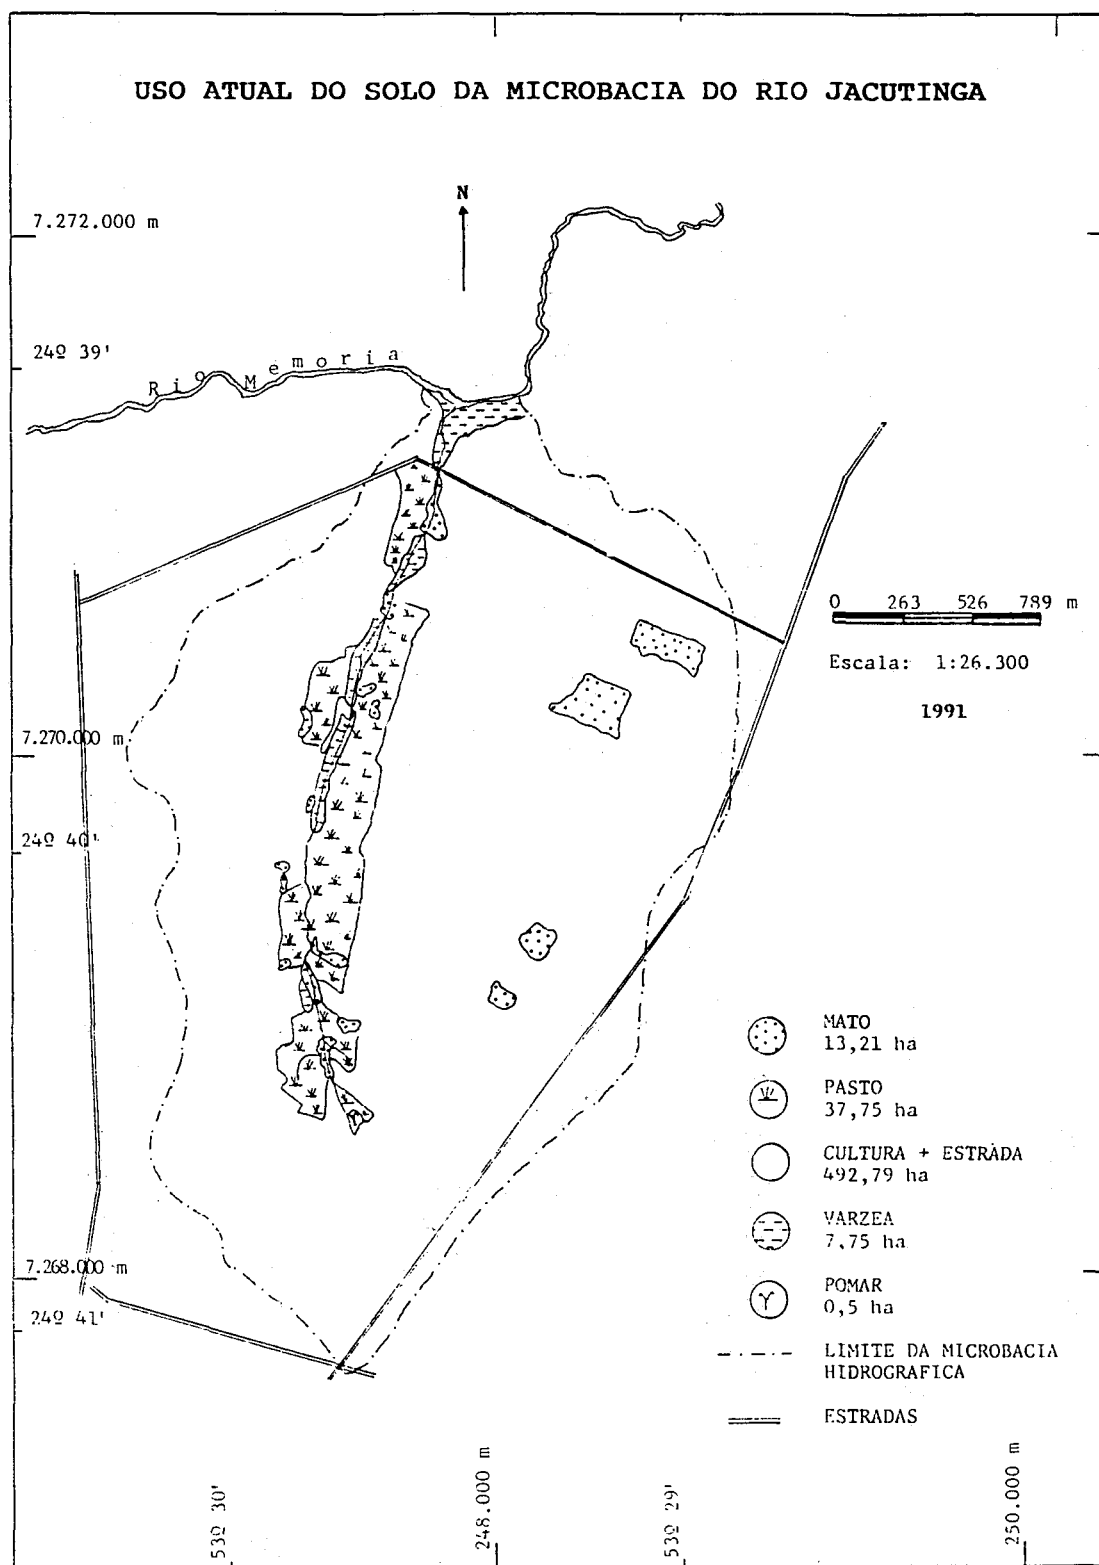 USO ATUAL DO SOLO DA MICROBACIA DO RIO JACUTINGA
N
7.272.000 m
24º 39'
Rio Memoria
0 263 526 789 m
Escala: 1:26.300
1991
7.270.000 m
24º 40'
MATO
13,21 ha
PASTO
37,75 ha
CULTURA + ESTRADA
492,79 ha
VARZEA
7,75 ha
POMAR
0,5 ha
7.268.000 m
24º 41'
LIMITE DA MICROBACIA
HIDROGRAFICA
ESTRADAS
53º 30'
248.000 m
53º 29'
250.000 m